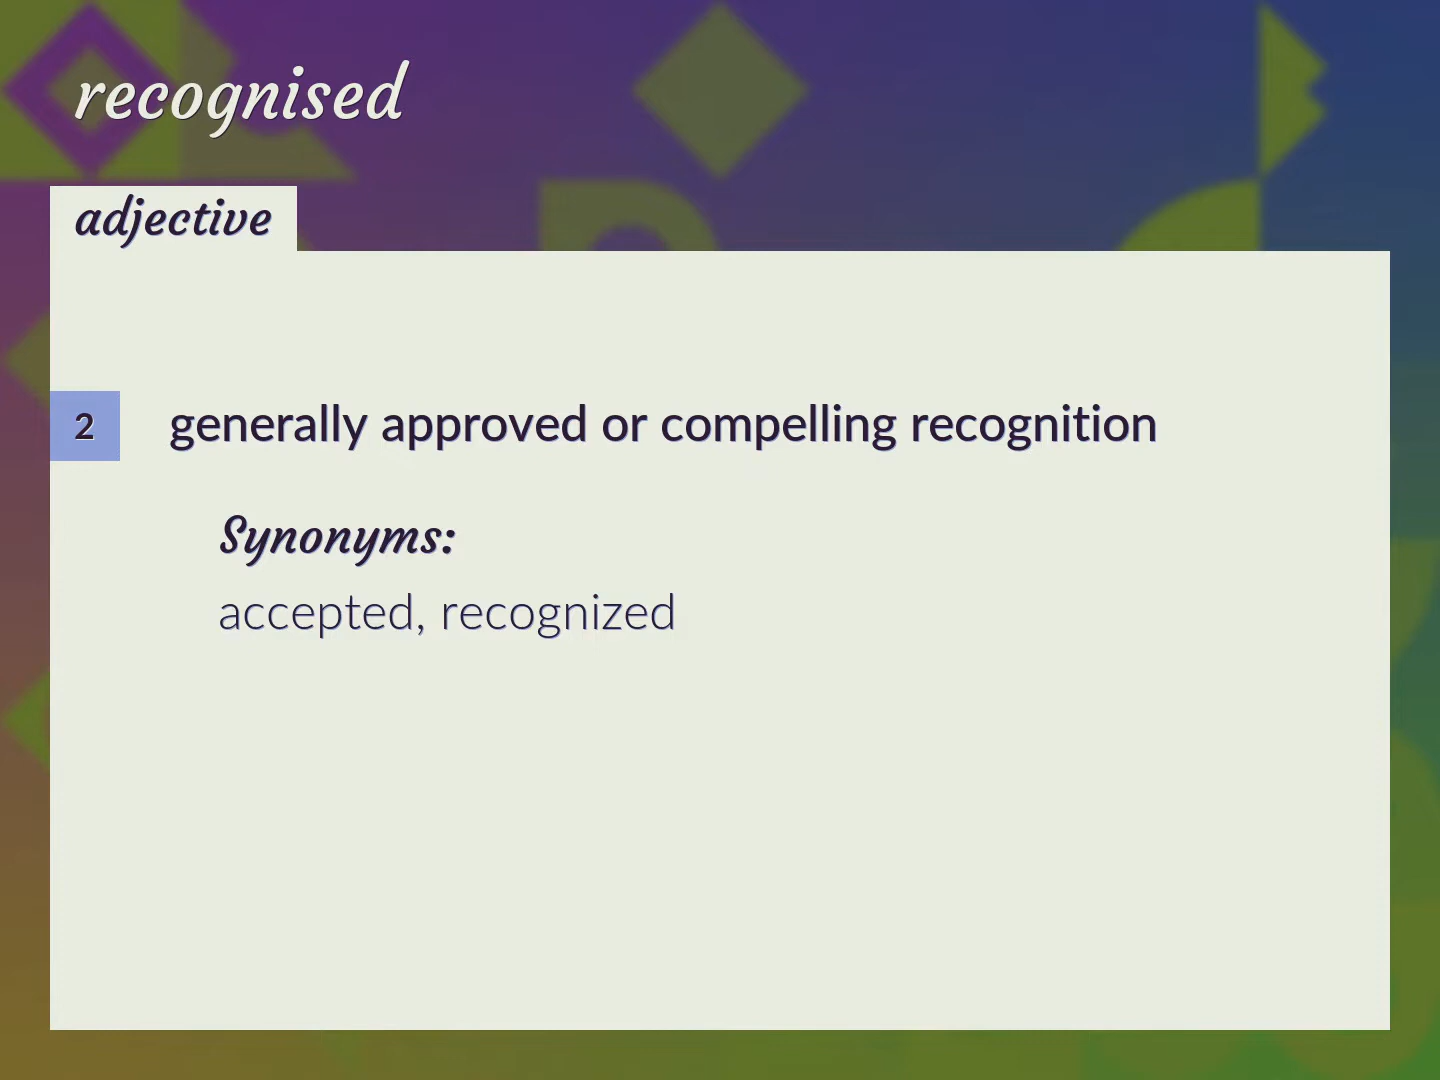 recognised
adjective
2 generally approved or compelling recognition
Synonyms:
accepted, recognized